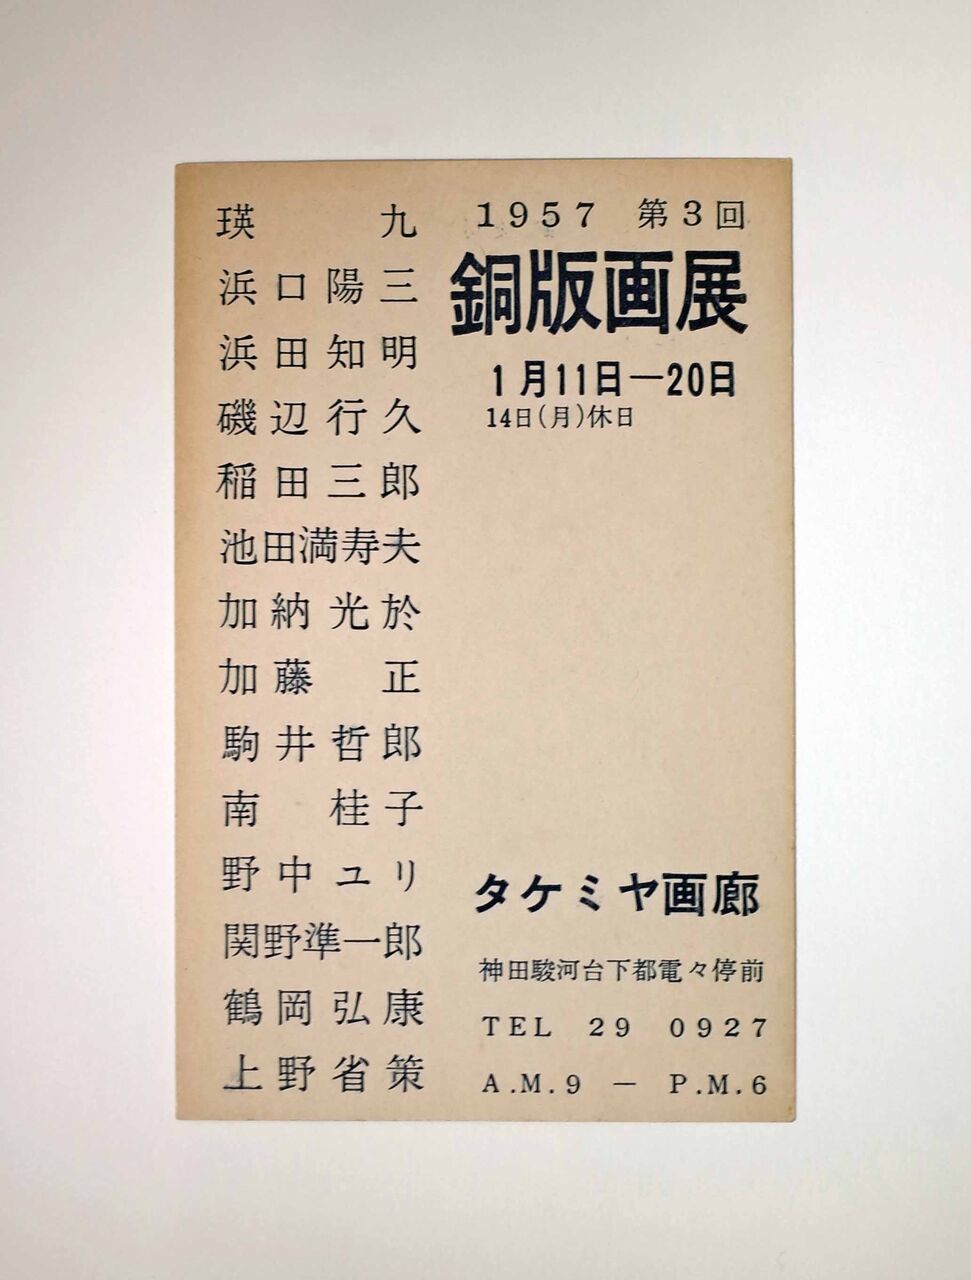 1957 第3回
銅版画展
1月11日—20日
14日(月)休日
瑛九
浜口陽三
浜田知明
磯辺行久
稲田三郎
池田満寿夫
加納光於
加藤正
駒井哲郎
南桂子
野中ユリ
関野準一郎
鶴岡弘康
上野省策
タケミヤ画廊
神田駿河台下都電々停前
TEL 29 0927
A.M.9 — P.M.6